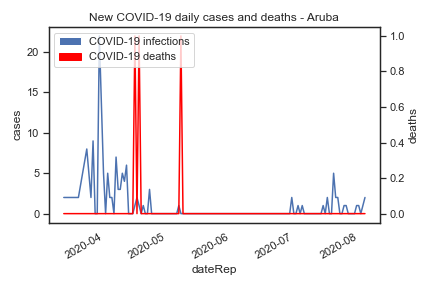 New COVID-19 daily cases and deaths - Aruba
COVID-19 infections
COVID-19 deaths
cases
20
15
10
5
0
deaths
1.0
0.8
0.6
0.4
0.2
0.0
2020-04
2020-05
2020-06
2020-07
2020-08
dateRep